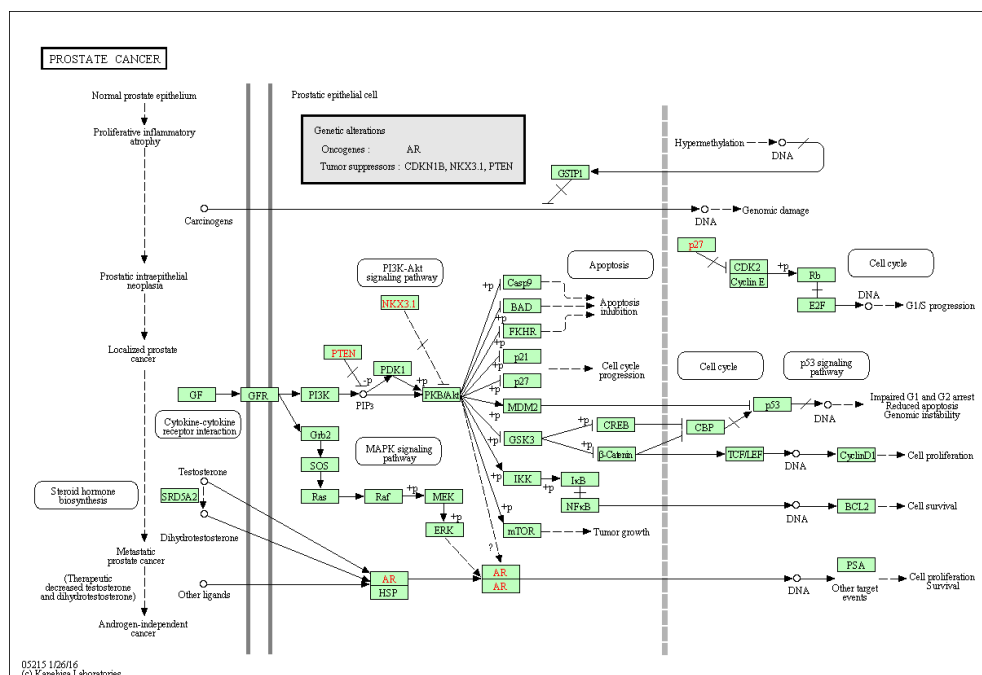 PROSTATE CANCER
Normal prostate epithelium
Proliferative inflammatory
atrophy
Prostatic intraepithelial
neoplasia
Localized prostate
cancer
Metastatic
prostate cancer
(Therapeutic
decreased testosterone
and dihydrotestosterone)
Androgen-independent
cancer
Prostatic epithelial cell
Genetic alterations
Oncogenes : AR
Tumor suppressors : CDKN1B, NKX3.1, PTEN
Hypermethylation
DNA
GSTP1
Carcinogens
DNA
Genomic damage
p27
CDK2
Cyclin E
+p
Rb
E2F
Cell cycle
DNA
G1/S progression
PI3K-Akt
signaling pathway
Apoptosis
NKX3.1
PTEN
-p
PDK1
+p
GF
GFR
PI3K
PIP3
PKB/Akt
+p
Casp9
+p
BAD
+p
FKHR
Apoptosis
inhibition
+p
p21
+p
p27
Cell cycle
progression
+p
MDM2
Cell cycle
p53 signaling
pathway
p53
DNA
Impaired G1 and G2 arrest
Reduced apoptosis
Genomic instability
+p
GSK3
CREB
CBP
+p
β-Catenin
TCF/LEF
DNA
CyclinD1
Cell proliferation
+p
IKK
+p
IκB
NFκB
DNA
BCL2
Cell survival
+p
mTOR
Tumor growth
Cytokine-cytokine
receptor interaction
Grb2
SOS
MAPK signaling
pathway
Ras
Raf
+p
MEK
+p
ERK
?
Steroid hormone
biosynthesis
Testosterone
SRD5A2
Dihydrotestosterone
Other ligands
AR
HSP
AR
AR
DNA
PSA
Other target
events
Cell proliferation
Survival
05215 1/26/16
(c) Kanehisa Laboratories